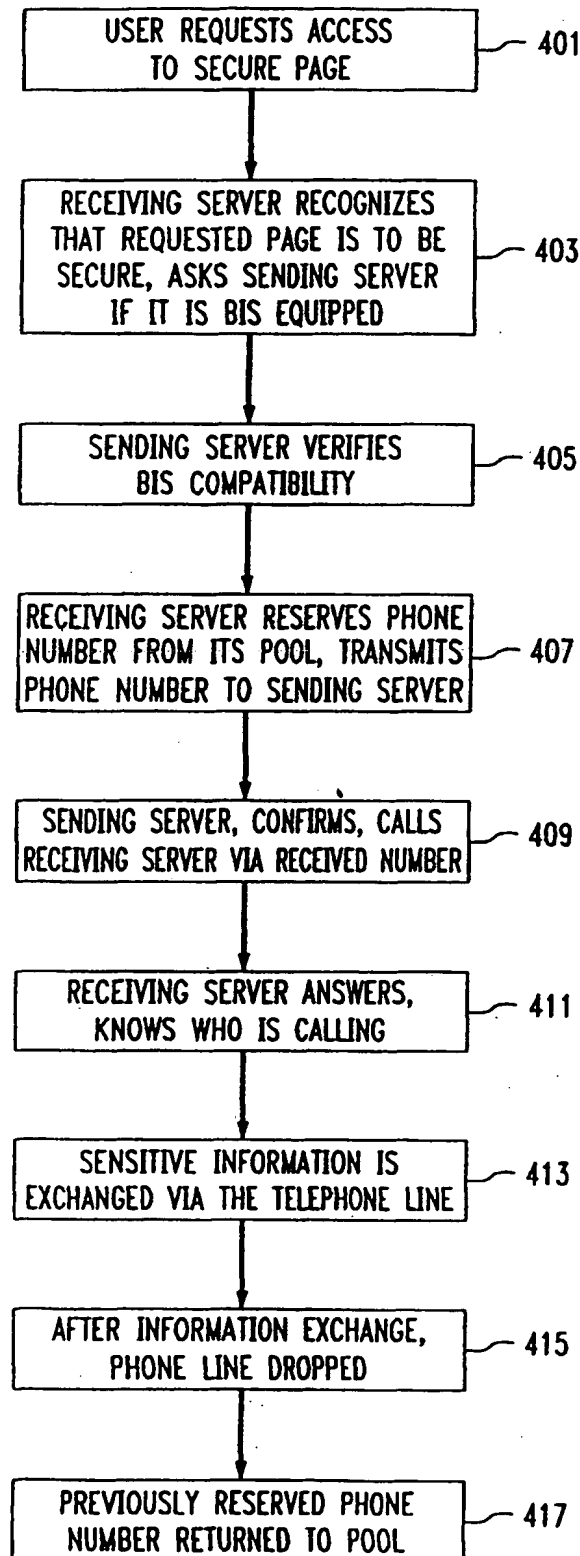 USER REQUESTS ACCESS
TO SECURE PAGE
401
RECEIVING SERVER RECOGNIZES
THAT REQUESTED PAGE IS TO BE
SECURE, ASKS SENDING SERVER
IF IT IS BIS EQUIPPED
403
SENDING SERVER VERIFIES
BIS COMPATIBILITY
405
RECEIVING SERVER RESERVES PHONE
NUMBER FROM ITS POOL, TRANSMITS
PHONE NUMBER TO SENDING SERVER
407
SENDING SERVER, CONFIRMS, CALLS
RECEIVING SERVER VIA RECEIVED NUMBER
409
RECEIVING SERVER ANSWERS,
KNOWS WHO IS CALLING
411
SENSITIVE INFORMATION IS
EXCHANGED VIA THE TELEPHONE LINE
413
AFTER INFORMATION EXCHANGE,
PHONE LINE DROPPED
415
PREVIOUSLY RESERVED PHONE
NUMBER RETURNED TO POOL
417